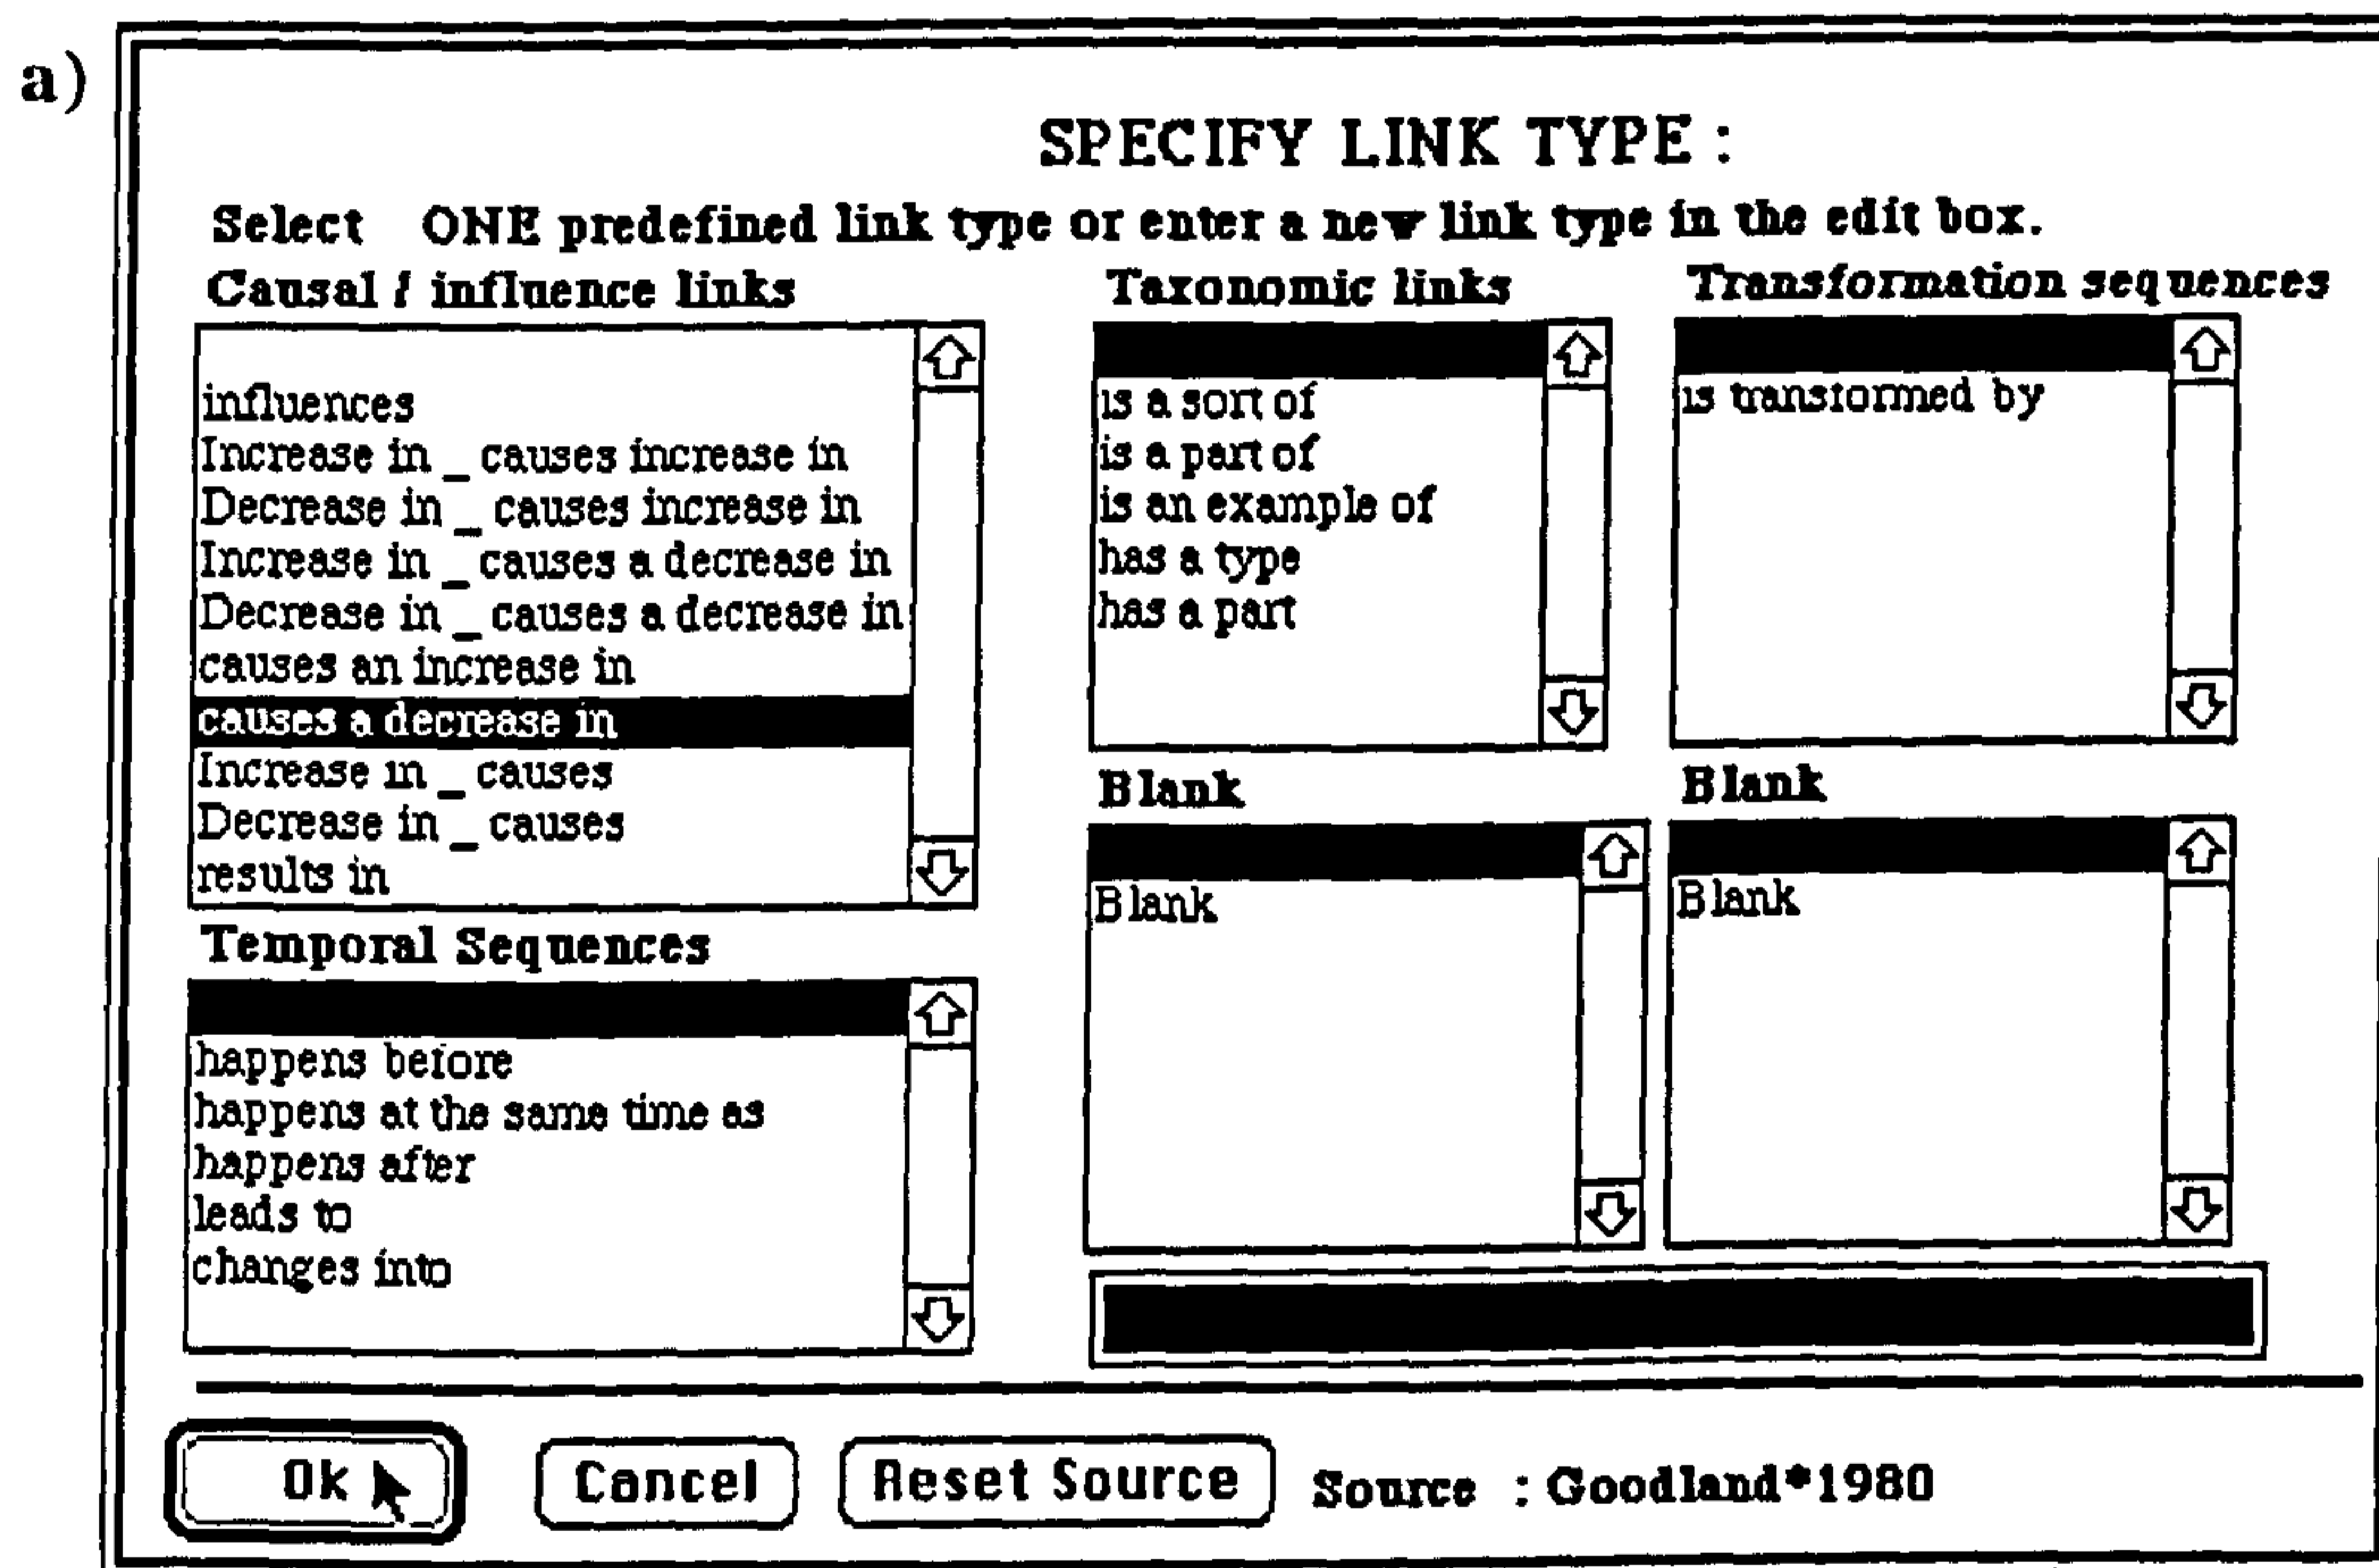 a)
SPECIFY LINK TYPE :
Select ONE predefined link type or enter a new link type in the edit box.
Causal / influence links
influences
Increase in _ causes increase in
Decrease in _ causes increase in
Increase in _ causes a decrease in
Decrease in _ causes a decrease in
causes an increase in
causes a decrease in
Increase in _ causes
Decrease in _ causes
results in
Temporal Sequences
happens before
happens at the same time as
happens after
leads to
changes into
Taxonomic links
is a sort of
is a part of
is an example of
has a type
has a part
Transformation sequences
is transformed by
Blank
Blank
Blank
Blank
Ok
Cancel
Reset Source
Source : Goodland*1980